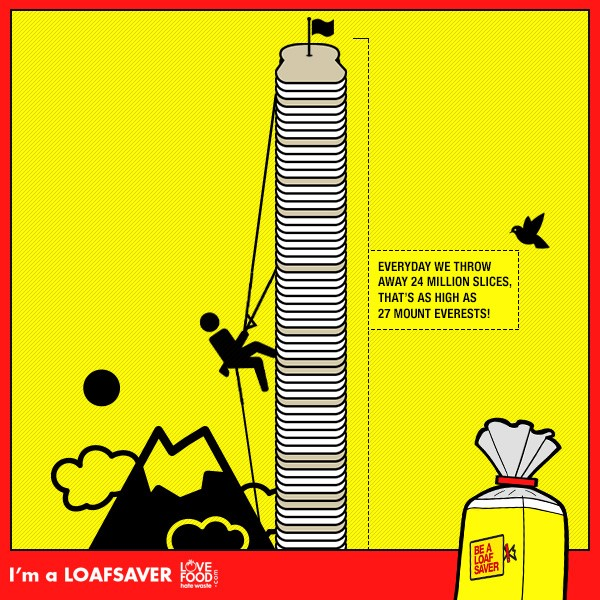 EVERYDAY WE THROW
AWAY 24 MILLION SLICES,
THAT'S AS HIGH AS
27 MOUNT EVERESTS!
BE A
LOAF
SAVER
I'm a LOAFSAVER
LOVE
FOOD
hate waste
.com